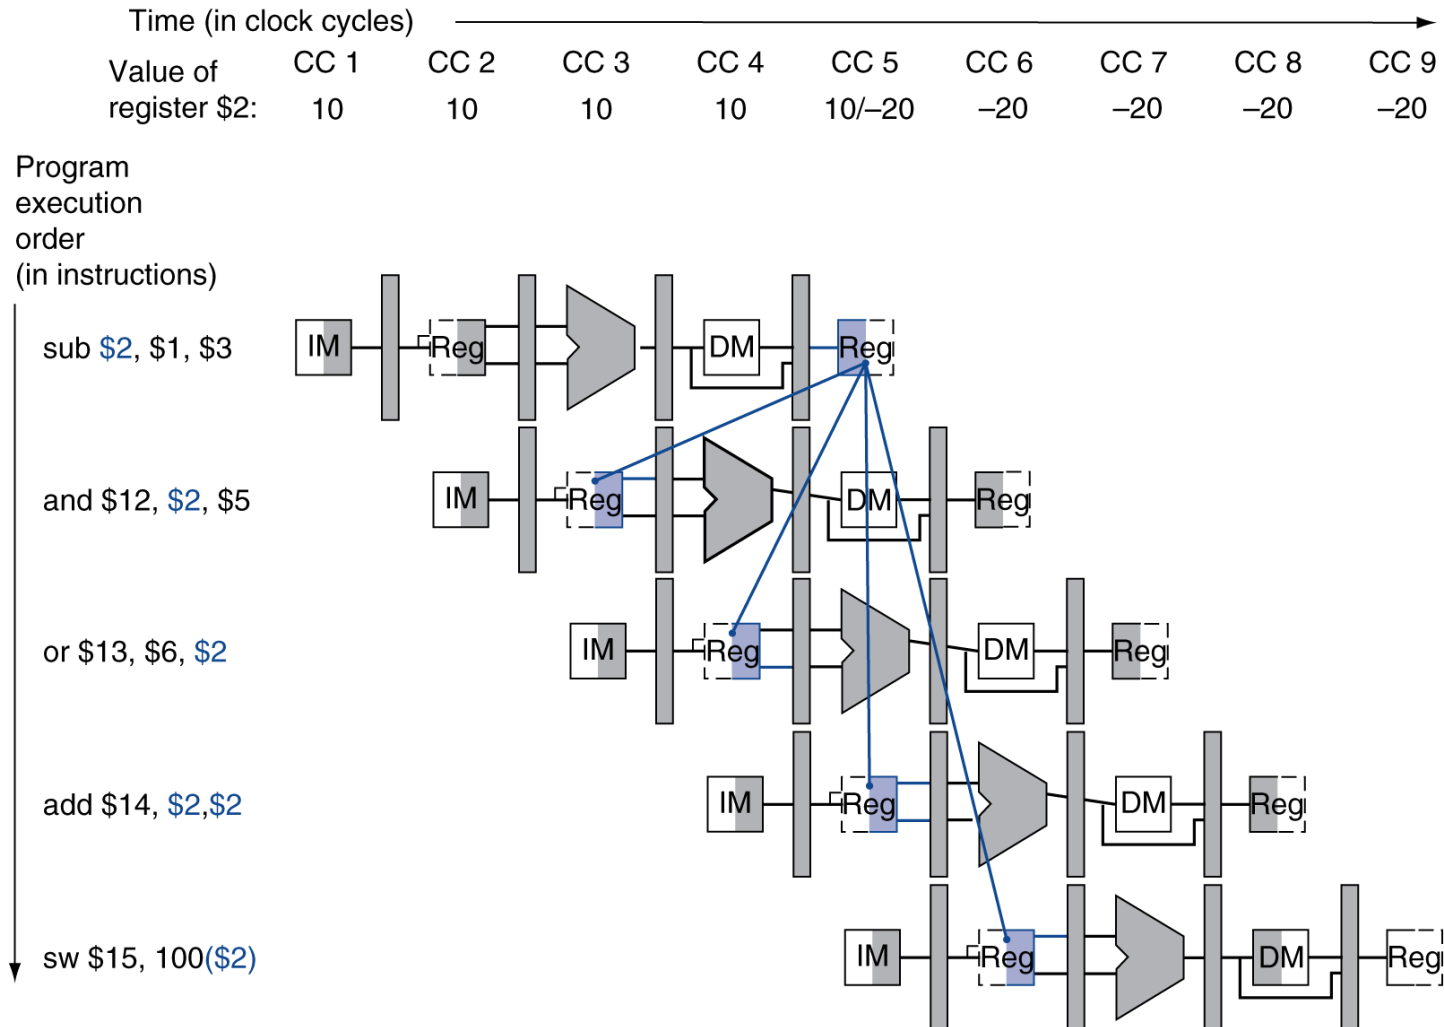 Time (in clock cycles)
Value of register $2:
CC 1 CC 2 CC 3 CC 4 CC 5 CC 6 CC 7 CC 8 CC 9
10 10 10 10 10/–20 –20 –20 –20 –20
Program
execution
order
(in instructions)
sub $2, $1, $3
IM Reg DM Reg
and $12, $2, $5
IM Reg DM Reg
or $13, $6, $2
IM Reg DM Reg
add $14, $2,$2
IM Reg DM Reg
sw $15, 100($2)
IM Reg DM Reg